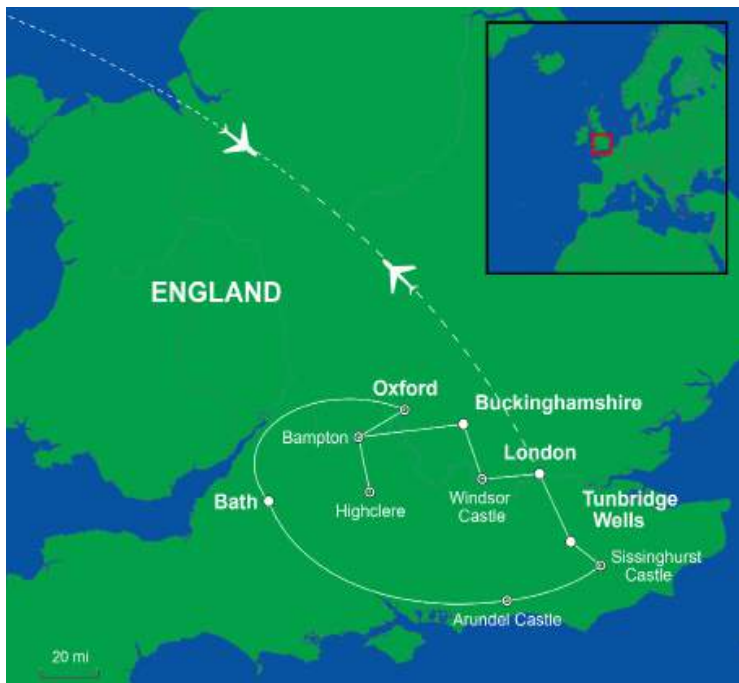 ENGLAND
Oxford
Buckinghamshire
Bampton
London
Bath
Highclere
Windsor
Castle
Tunbridge
Wells
Sissinghurst
Castle
Arundel Castle
20 mi